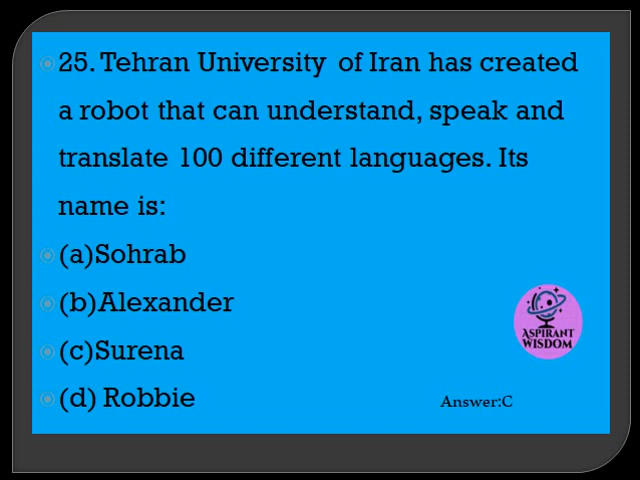 25. Tehran University of Iran has created
a robot that can understand, speak and
translate 100 different languages. Its
name is:
(a)Sohrab
(b)Alexander
(c)Surena
(d) Robbie
Answer:C
ASPIRANT
WISDOM